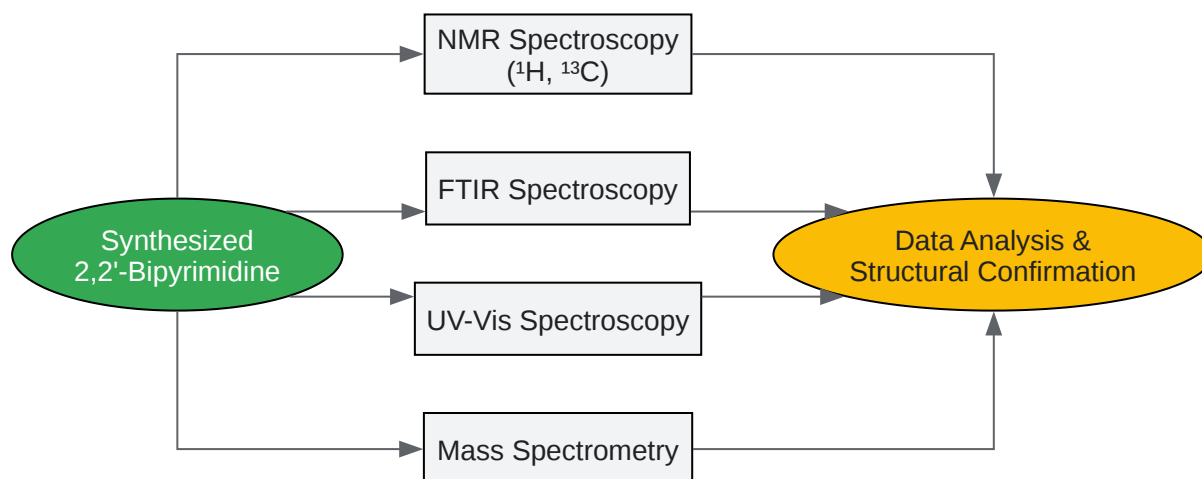 NMR Spectroscopy
(¹H, ¹³C)
FTIR Spectroscopy
Synthesized
2,2'-Bipyrimidine
Data Analysis &
Structural Confirmation
UV-Vis Spectroscopy
Mass Spectrometry